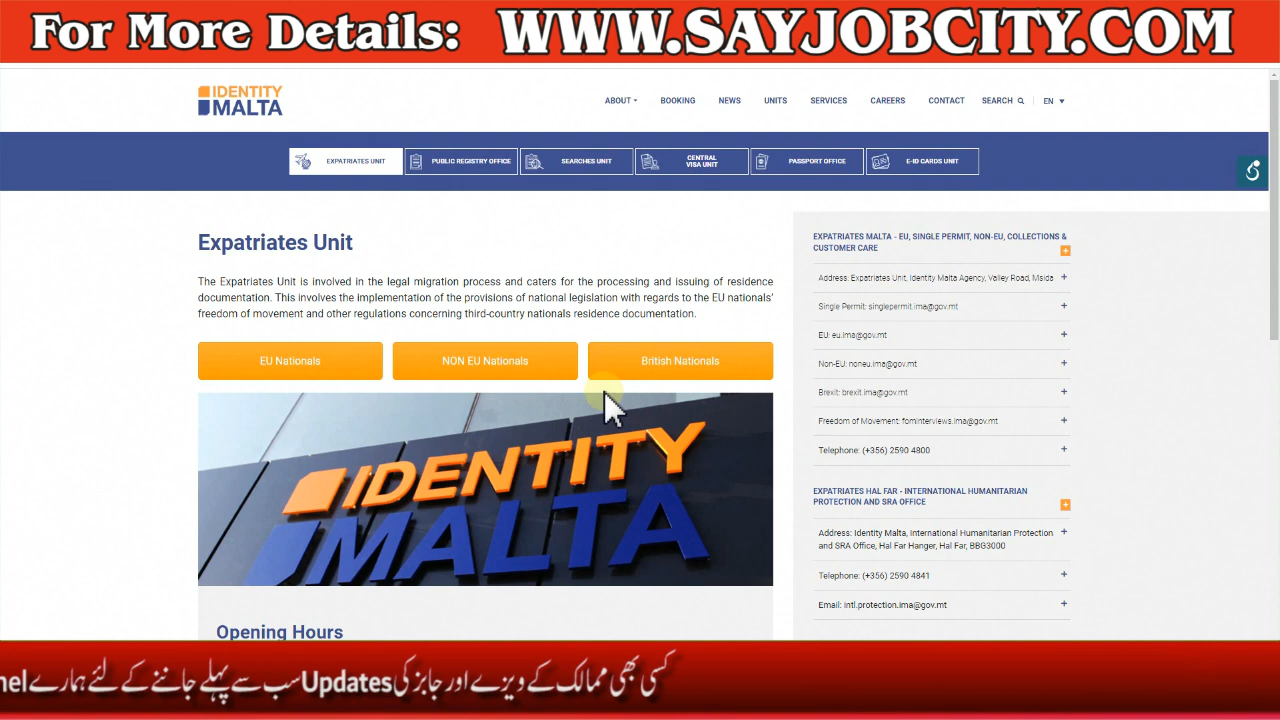 For More Details: WWW.SAYJOBCITY.COM
IDENTITY
MALTA
ABOUT BOOKING NEWS UNITS SERVICES CAREERS CONTACT SEARCH EN
EXPATRIATES UNIT
PUBLIC REGISTRY OFFICE
SEARCHES UNIT
CENTRAL
VISA UNIT
PASSPORT OFFICE
E-ID CARDS UNIT
Expatriates Unit
The Expatriates Unit is involved in the legal migration process and caters for the processing and issuing of residence
documentation. This involves the implementation of the provisions of national legislation with regards to the EU nationals'
freedom of movement and other regulations concerning third-country nationals residence documentation.
EU Nationals
NON EU Nationals
British Nationals
IDENTITY
MALTA
Opening Hours
EXPATRIATES MALTA - EU, SINGLE PERMIT, NON-EU, COLLECTIONS &
CUSTOMER CARE
Address: Expatriates Unit, Identity Malta Agency, Valley Road, Msida
Single Permit: singlepermit.ima@gov.mt
EU: eu.ima@gov.mt
Non-EU: noneu.ima@gov.mt
Brexit: brexit.ima@gov.mt
Freedom of Movement: fominterviews.ima@gov.mt
Telephone: (+356) 2590 4800
EXPATRIATES HAL FAR - INTERNATIONAL HUMANITARIAN
PROTECTION AND SRA OFFICE
Address: Identity Malta, International Humanitarian Protection
and SRA Office, Hal Far Hanger, Hal Far, BBG3000
Telephone: (+356) 2590 4841
Email: intl.protection.ima@gov.mt
کسی بھی ممالک کے ویزے اور جابز کی Updates سب سے پہلے جاننے کے لئے ہمارے nel